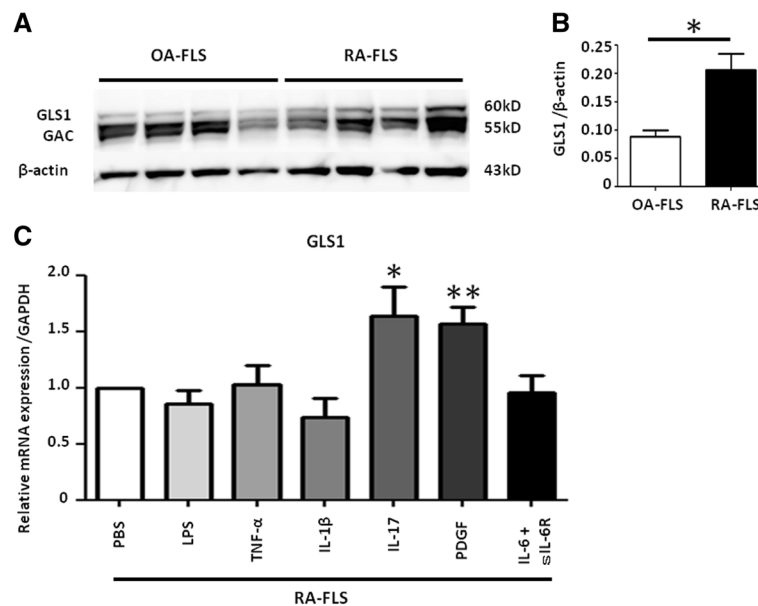 A
OA-FLS
RA-FLS
GLS1
GAC
β-actin
60kD
55kD
43kD
B
*
GLS1/β-actin
0.25
0.20
0.15
0.10
0.05
0
OA-FLS
RA-FLS
C
GLS1
Relative mRNA expression/GAPDH
2.0
1.5
1.0
0.5
0
*
**
PBS
LPS
TNF-α
IL-1β
IL-17
PDGF
IL-6 +
sIL-6R
RA-FLS